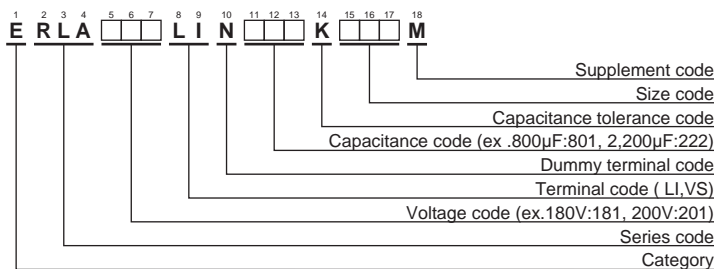 1 2 3 4 5 6 7 8 9 10 11 12 13 14 15 16 17 18
E R L A □□□ L I N □□□ K □□□ M
Supplement code
Size code
Capacitance tolerance code
Capacitance code (ex .800µF:801, 2,200µF:222)
Dummy terminal code
Terminal code ( LI,VS)
Voltage code (ex.180V:181, 200V:201)
Series code
Category